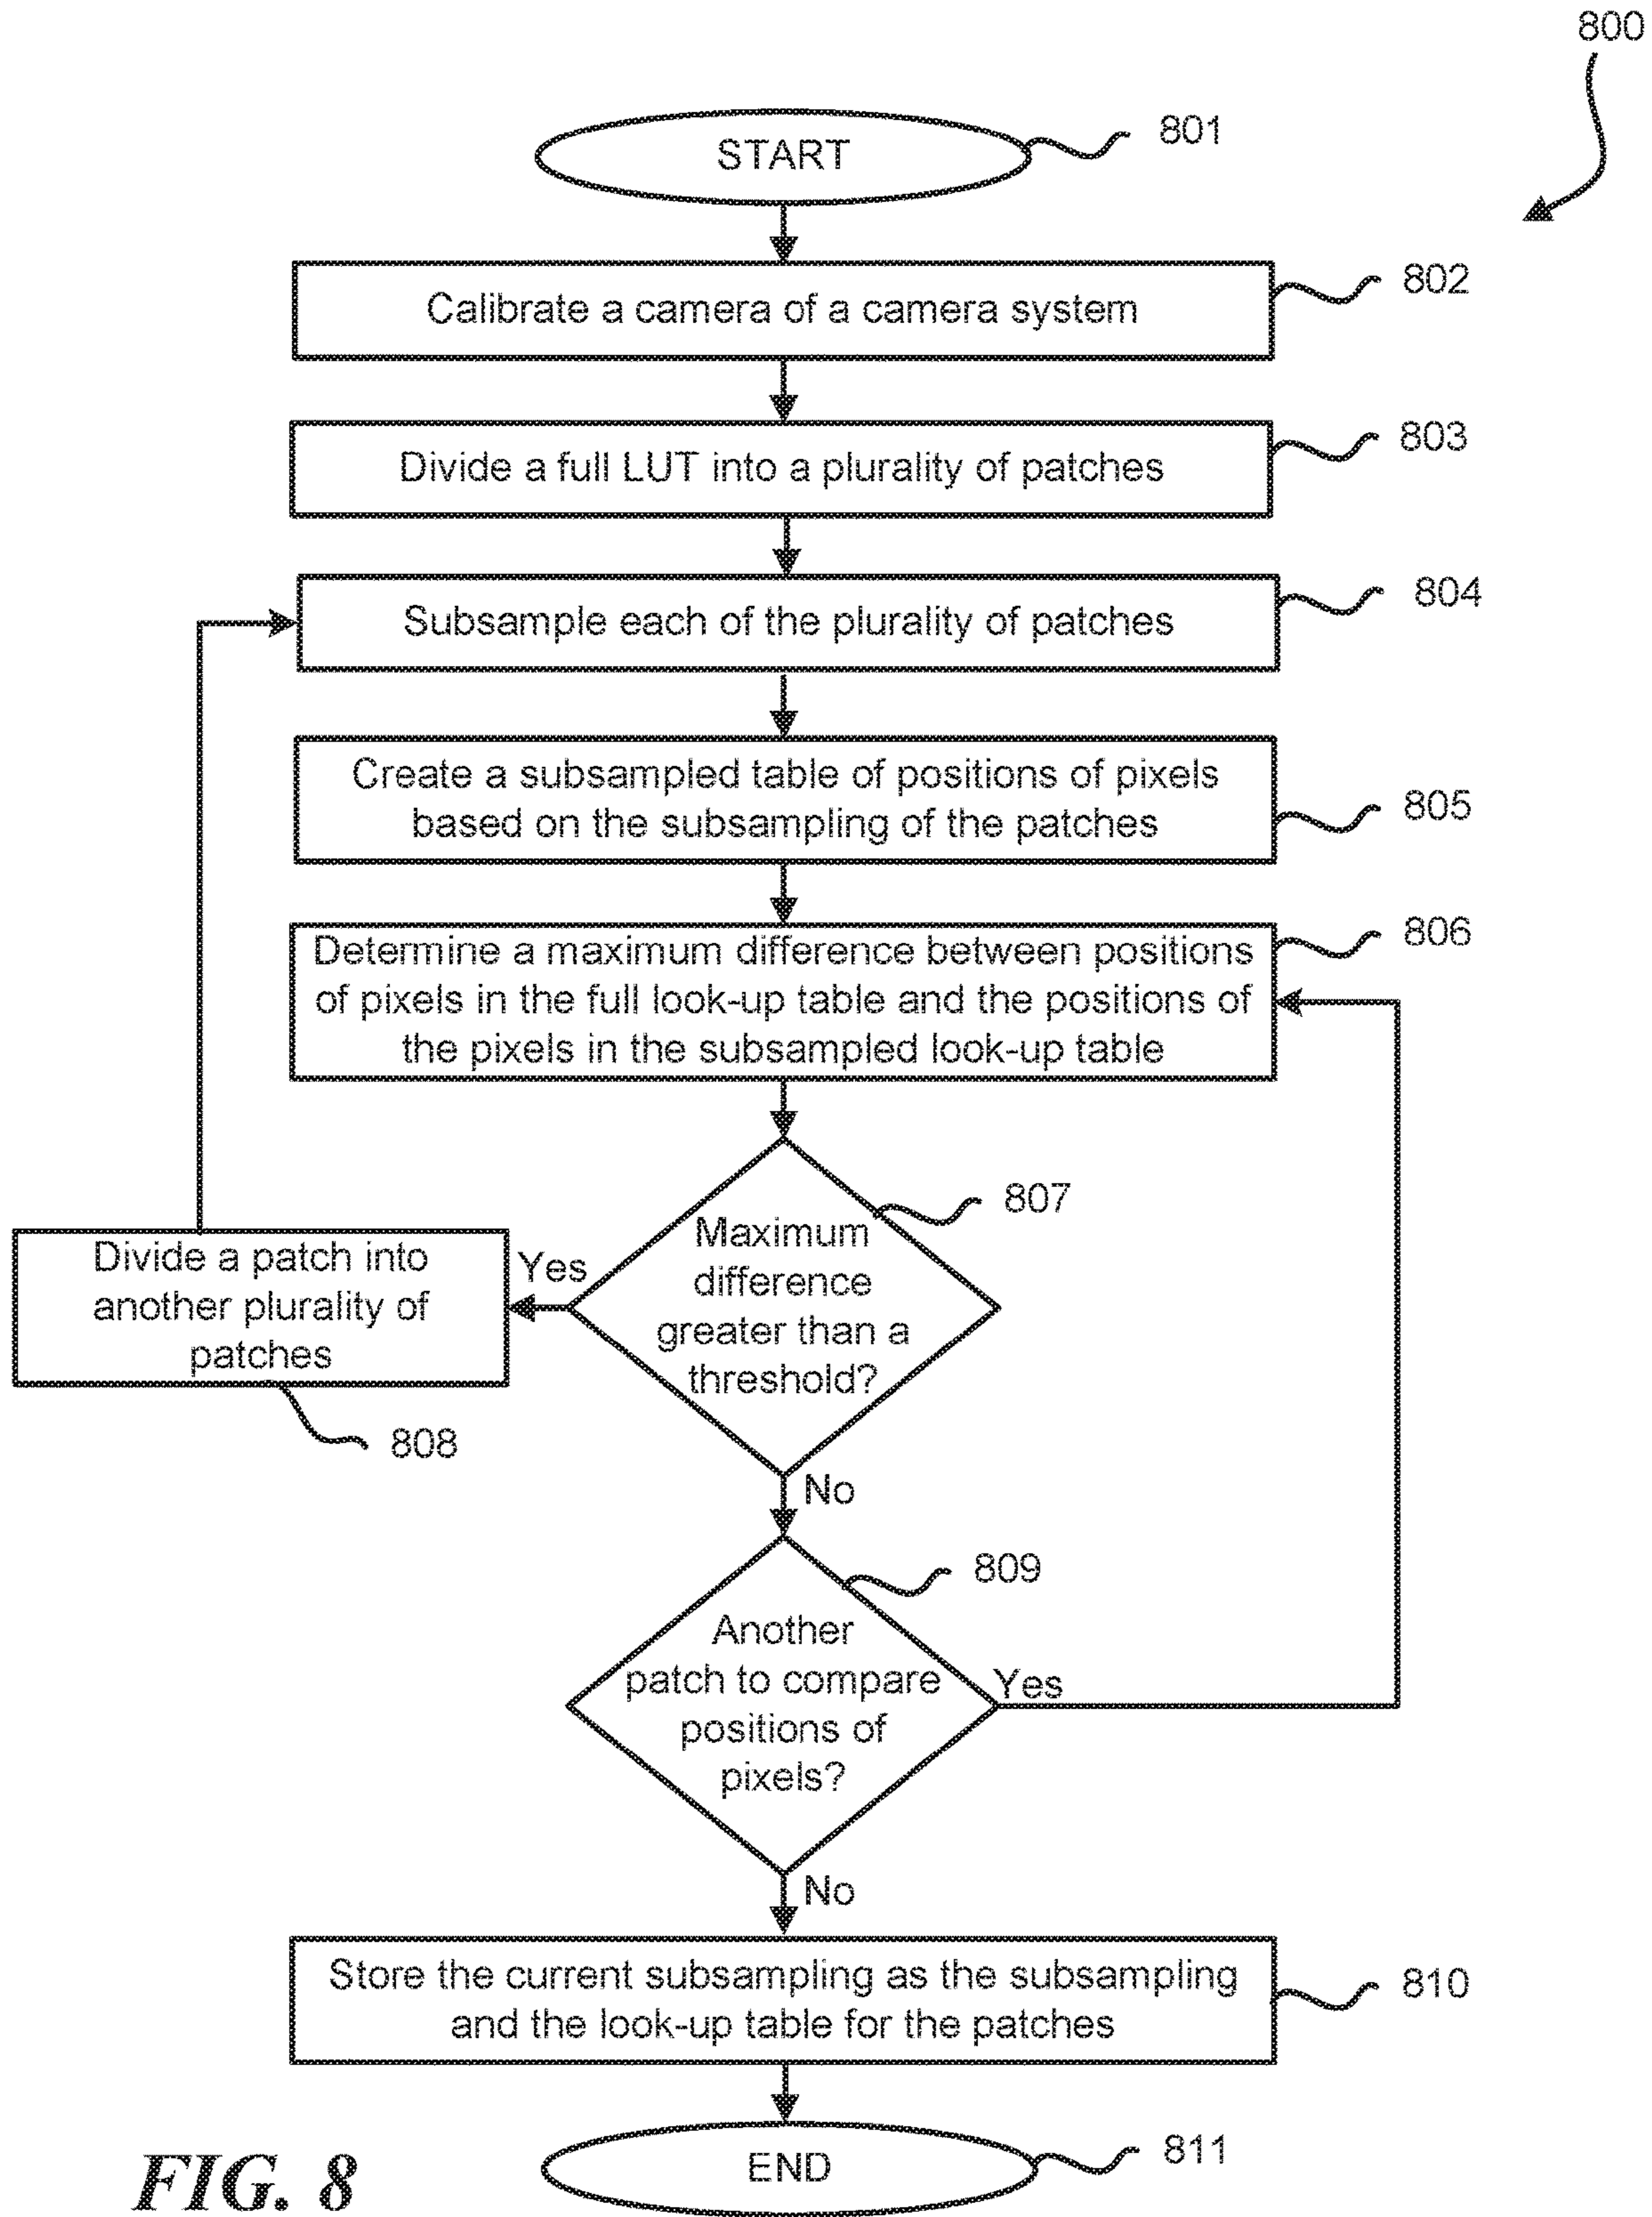 800
START
801
Calibrate a camera of a camera system
802
Divide a full LUT into a plurality of patches
803
Subsample each of the plurality of patches
804
Create a subsampled table of positions of pixels
based on the subsampling of the patches
805
Determine a maximum difference between positions
of pixels in the full look-up table and the positions of
the pixels in the subsampled look-up table
806
Maximum
difference
greater than a
threshold?
807
Yes
Divide a patch into
another plurality of
patches
808
No
Another
patch to compare
positions of
pixels?
809
Yes
No
Store the current subsampling as the subsampling
and the look-up table for the patches
810
END
811
FIG. 8